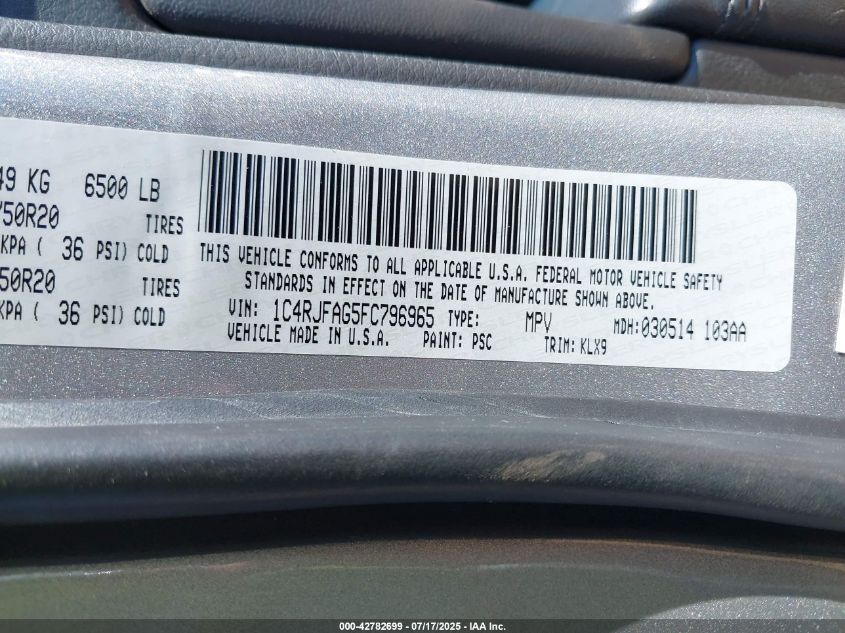 49 KG 6500 LB
/50R20 TIRES
KPA ( 36 PSI) COLD
50R20 TIRES
KPA ( 36 PSI) COLD
THIS VEHICLE CONFORMS TO ALL APPLICABLE U.S.A. FEDERAL MOTOR VEHICLE SAFETY
STANDARDS IN EFFECT ON THE DATE OF MANUFACTURE SHOWN ABOVE.
VIN: 1C4RJFAG5FC796965 TYPE: MPV MDH:030514 103AA
VEHICLE MADE IN U.S.A. PAINT: PSC TRIM: KLX9
000-42782699 - 07/17/2025 - IAA Inc.